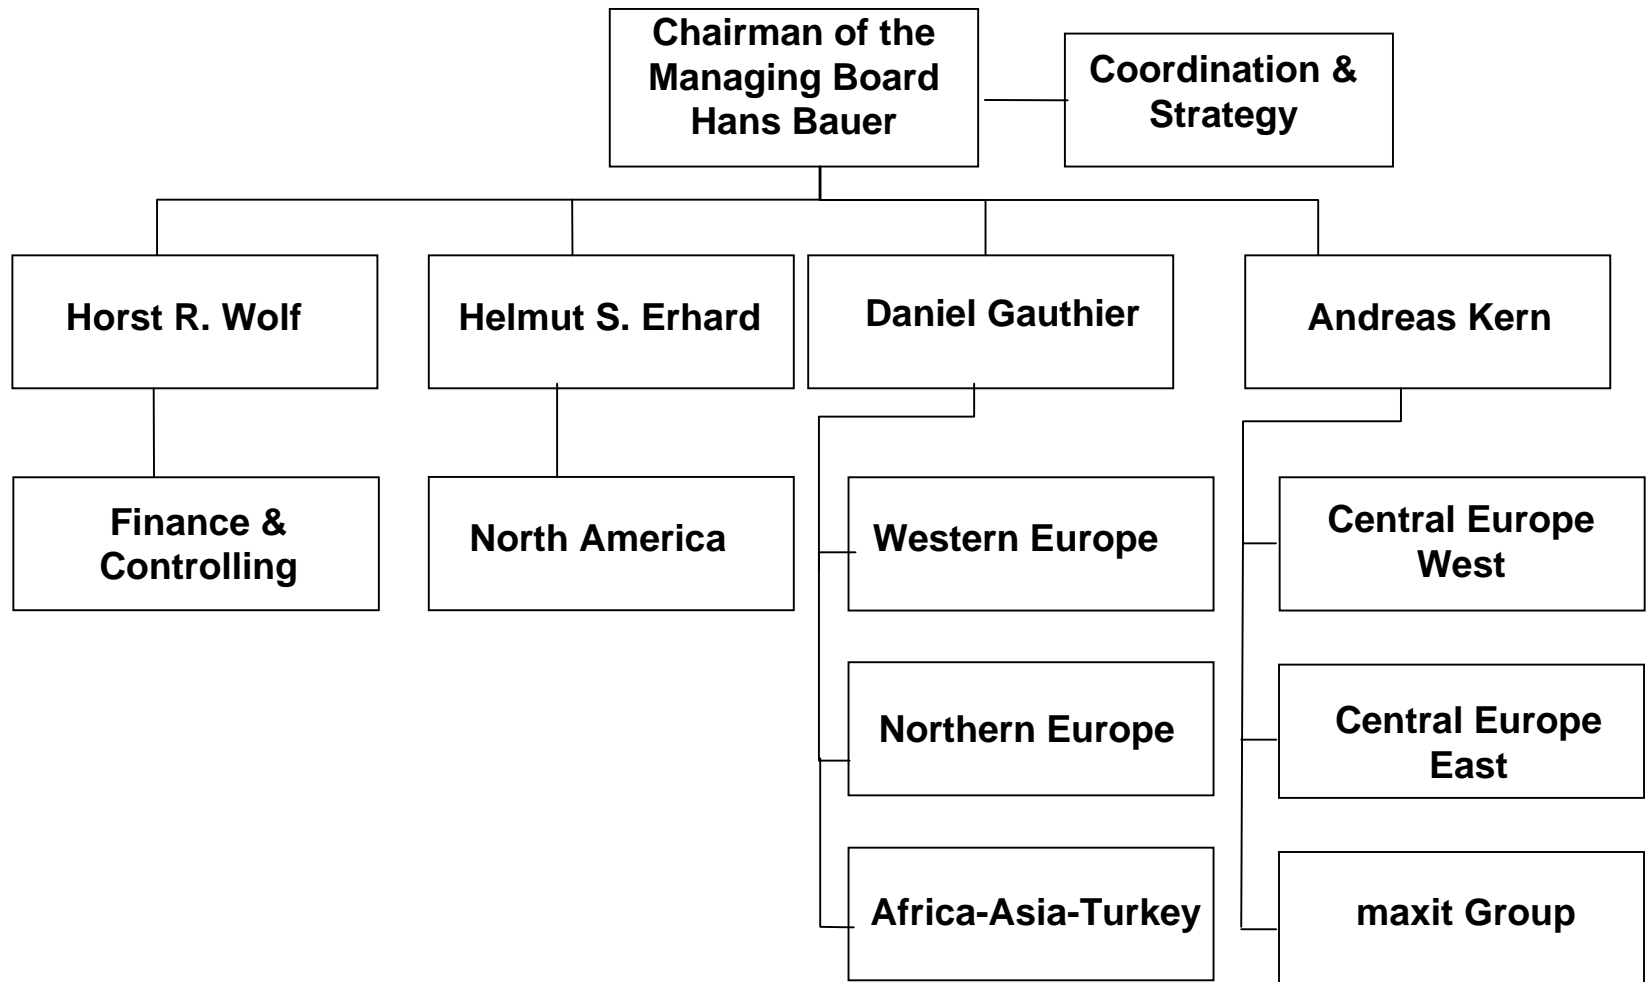 Chairman of the
Managing Board
Hans Bauer
Coordination &
Strategy
Horst R. Wolf
Helmut S. Erhard
Daniel Gauthier
Andreas Kern
Finance &
Controlling
North America
Western Europe
Central Europe
West
Northern Europe
Central Europe
East
Africa-Asia-Turkey
maxit Group